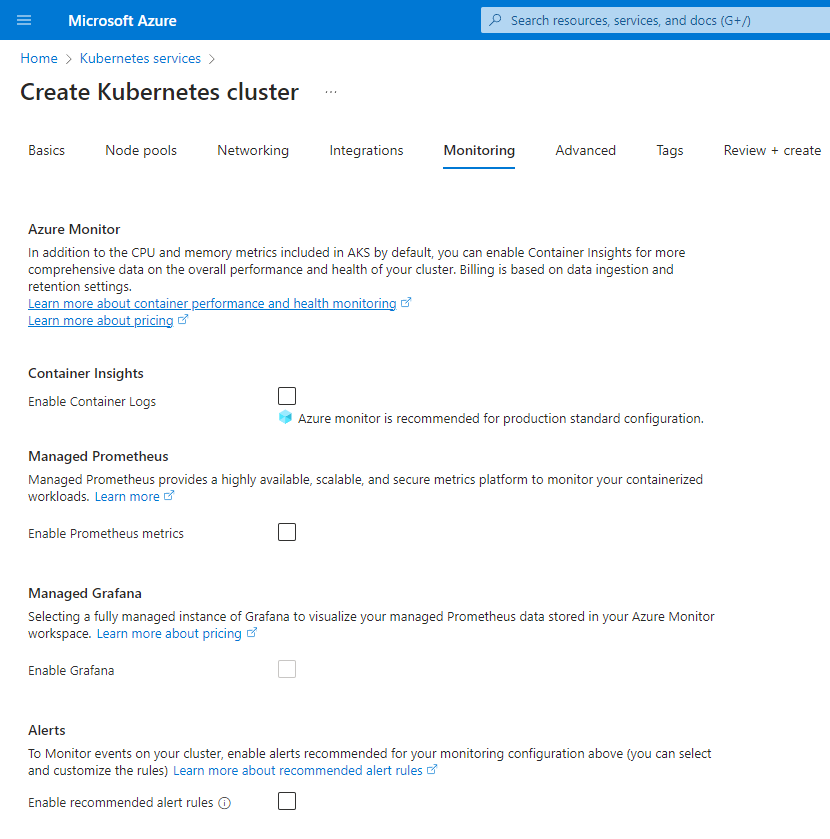 Microsoft Azure
Search resources, services, and docs (G+/)
Home > Kubernetes services >
Create Kubernetes cluster ...
Basics Node pools Networking Integrations Monitoring Advanced Tags Review + create
Azure Monitor
In addition to the CPU and memory metrics included in AKS by default, you can enable Container Insights for more
comprehensive data on the overall performance and health of your cluster. Billing is based on data ingestion and
retention settings.
Learn more about container performance and health monitoring
Learn more about pricing
Container Insights
Enable Container Logs
Azure monitor is recommended for production standard configuration.
Managed Prometheus
Managed Prometheus provides a highly available, scalable, and secure metrics platform to monitor your containerized
workloads. Learn more
Enable Prometheus metrics
Managed Grafana
Selecting a fully managed instance of Grafana to visualize your managed Prometheus data stored in your Azure Monitor
workspace. Learn more about pricing
Enable Grafana
Alerts
To Monitor events on your cluster, enable alerts recommended for your monitoring configuration above (you can select
and customize the rules) Learn more about recommended alert rules
Enable recommended alert rules